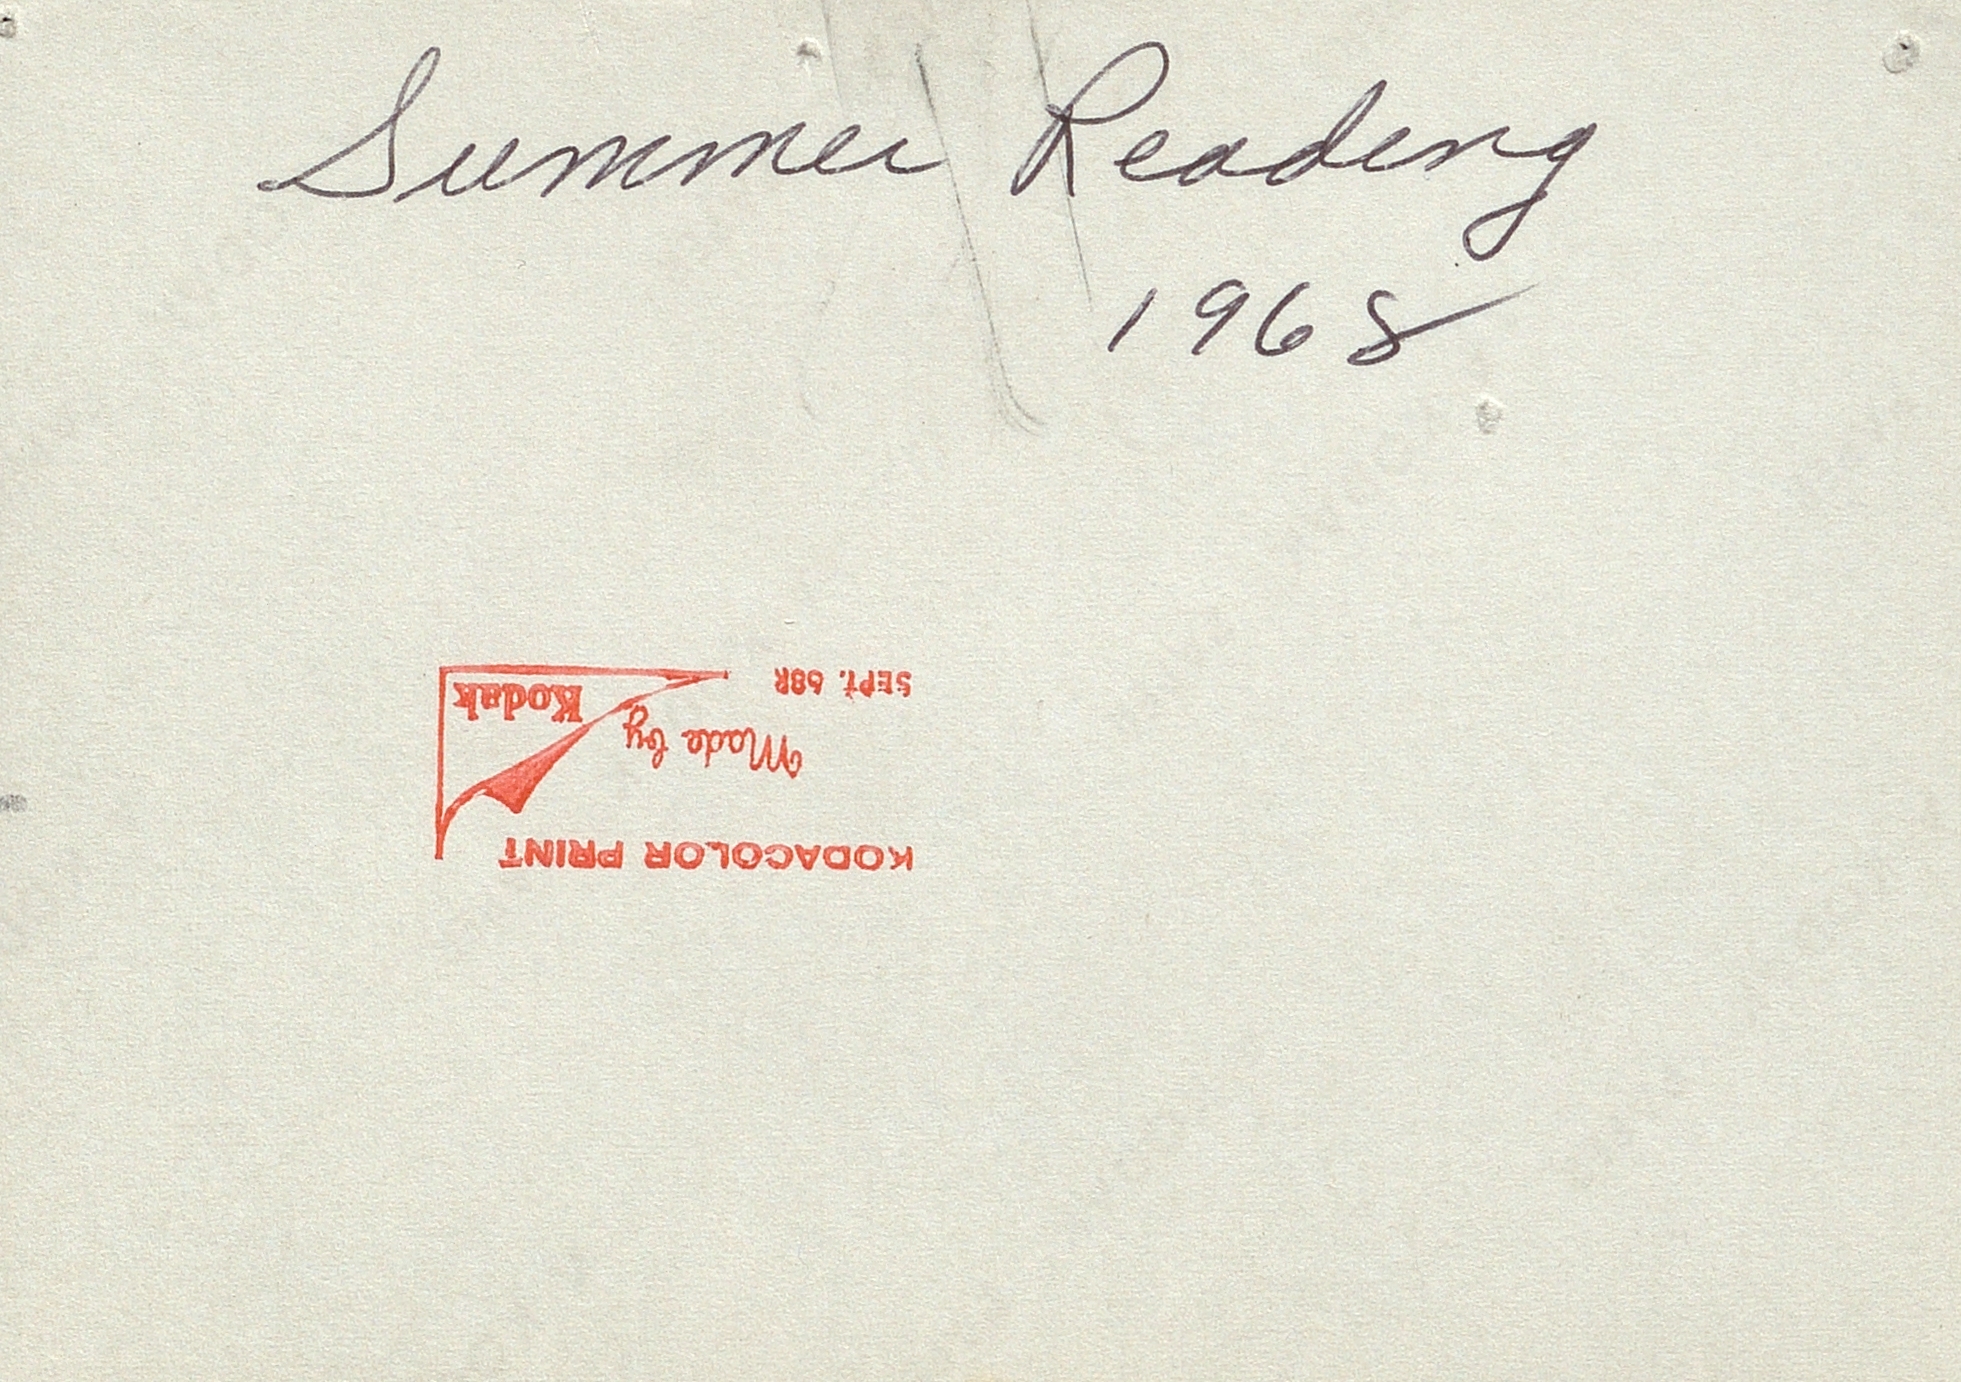 Summer Reading
1968
KODACOLOR PRINT
Made by
Kodak
SEPT. 68R